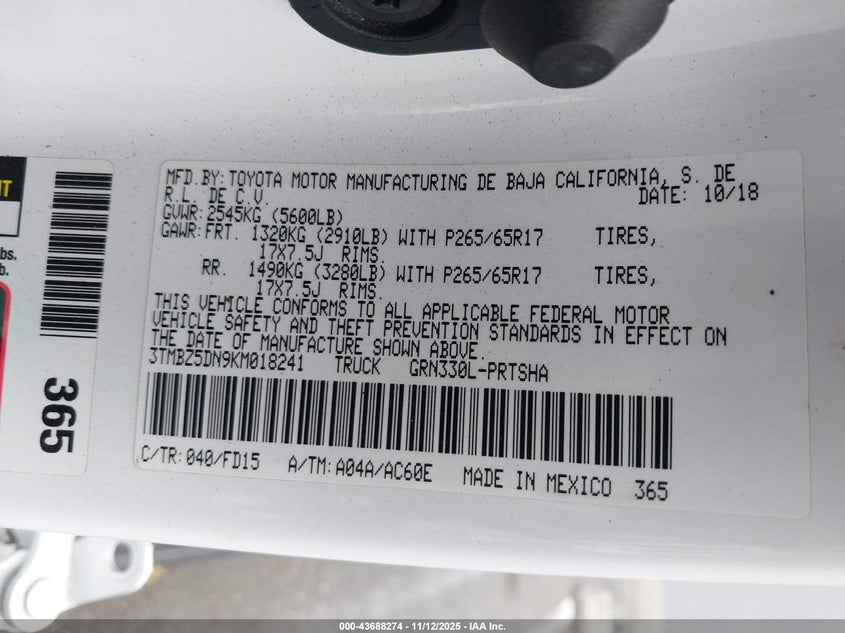 MFD.BY:TOYOTA MOTOR MANUFACTURING DE BAJA CALIFORNIA, S. DE
R.L. DE C.V. DATE: 10/18
GVWR:2545KG (5600LB)
GAWR:FRT. 1320KG (2910LB) WITH P265/65R17 TIRES,
17X7.5J RIMS.
RR. 1490KG (3280LB) WITH P265/65R17 TIRES,
17X7.5J RIMS.
THIS VEHICLE CONFORMS TO ALL APPLICABLE FEDERAL MOTOR
VEHICLE SAFETY AND THEFT PREVENTION STANDARDS IN EFFECT ON
THE DATE OF MANUFACTURE SHOWN ABOVE.
3TMBZ5DN9KM018241 TRUCK GRN330L-PRTSHA
C/TR:040/FD15 A/TM:A04A/AC60E MADE IN MEXICO 365
365
lbs.
b.
000-43688274 - 11/12/2025 - IAA Inc.